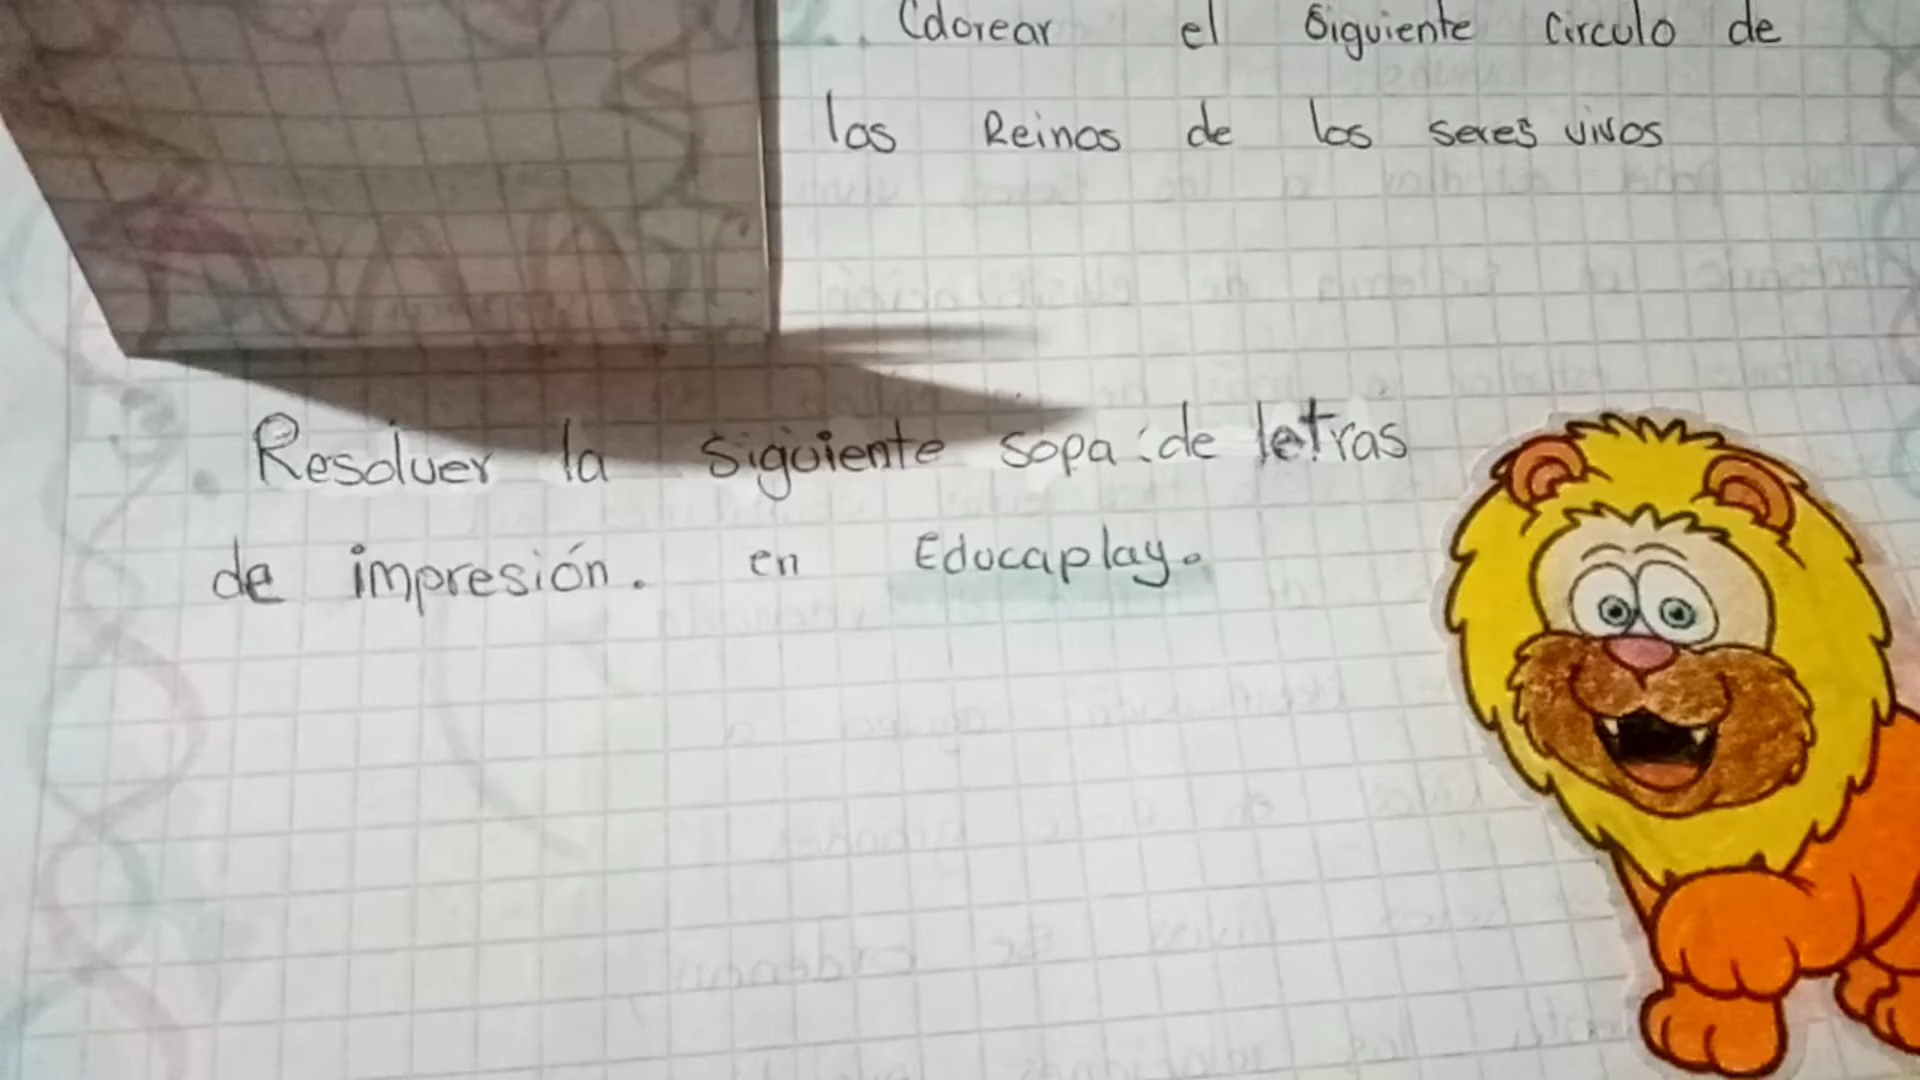 2. Colorear el siguiente circulo de
los Reinos de los seres vivos
Resolver la siguiente sopa de letras
de impresión. en Educaplay.